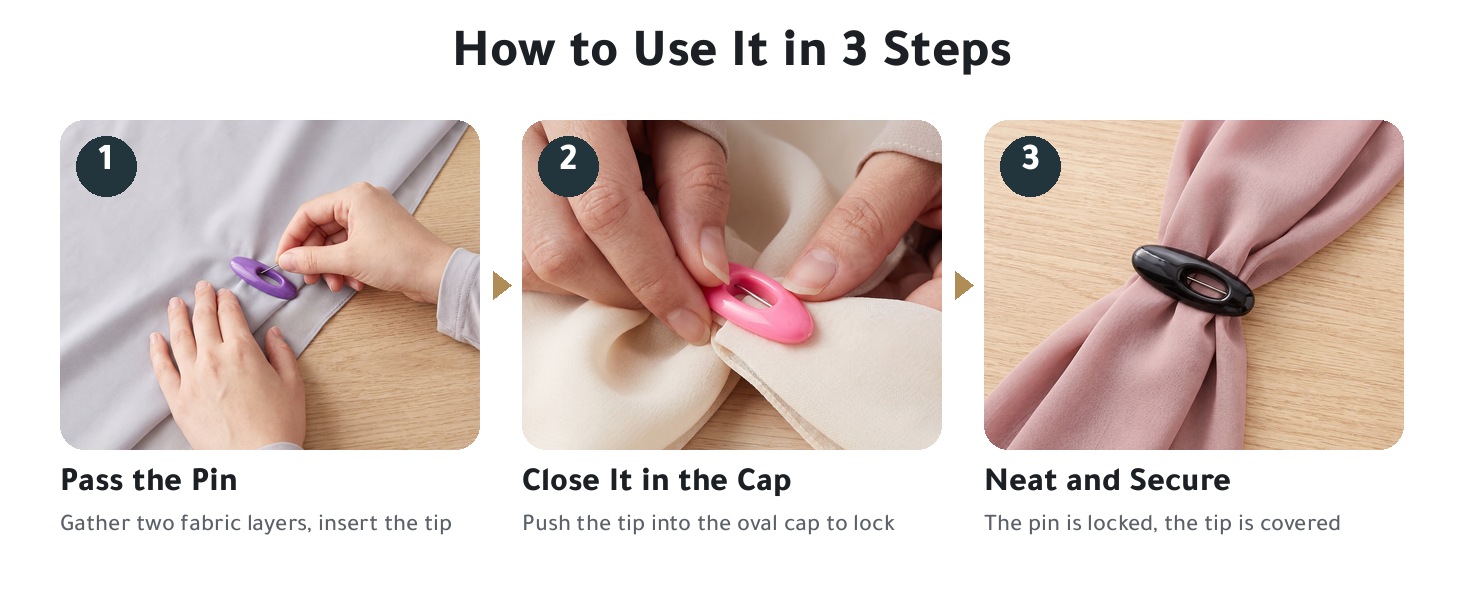 How to Use It in 3 Steps
1
2
3
Pass the Pin
Gather two fabric layers, insert the tip
Close It in the Cap
Push the tip into the oval cap to lock
Neat and Secure
The pin is locked, the tip is covered